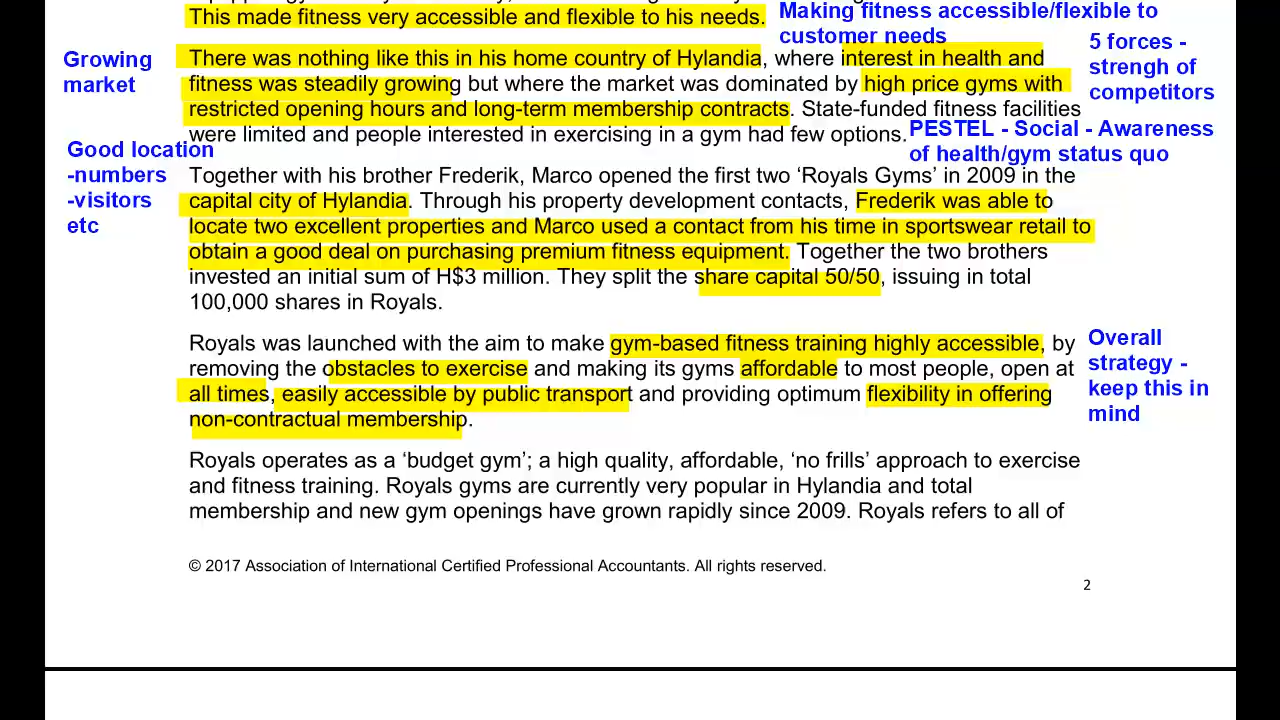 This made fitness very accessible and flexible to his needs.
Making fitness accessible/flexible to
customer needs
Growing
market
There was nothing like this in his home country of Hylandia, where interest in health and
fitness was steadily growing but where the market was dominated by high price gyms with
restricted opening hours and long-term membership contracts. State-funded fitness facilities
were limited and people interested in exercising in a gym had few options.
5 forces -
strengh of
competitors
PESTEL - Social - Awareness
of health/gym status quo
Good location
-numbers
-visitors
etc
Together with his brother Frederik, Marco opened the first two ‘Royals Gyms’ in 2009 in the
capital city of Hylandia. Through his property development contacts, Frederik was able to
locate two excellent properties and Marco used a contact from his time in sportswear retail to
obtain a good deal on purchasing premium fitness equipment. Together the two brothers
invested an initial sum of H$3 million. They split the share capital 50/50, issuing in total
100,000 shares in Royals.
Royals was launched with the aim to make gym-based fitness training highly accessible, by
removing the obstacles to exercise and making its gyms affordable to most people, open at
all times, easily accessible by public transport and providing optimum flexibility in offering
non-contractual membership.
Overall
strategy -
keep this in
mind
Royals operates as a ‘budget gym’; a high quality, affordable, ‘no frills’ approach to exercise
and fitness training. Royals gyms are currently very popular in Hylandia and total
membership and new gym openings have grown rapidly since 2009. Royals refers to all of
© 2017 Association of International Certified Professional Accountants. All rights reserved.
2